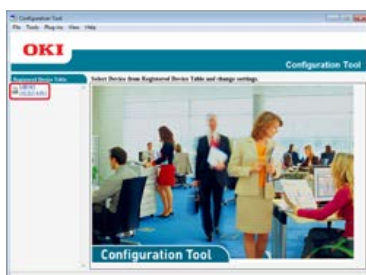 Configuration Tool
File Tools Plug-ins View Help
OKI
Configuration Tool
Registered Device Table
Select Device from Registered Device Table and change settings.
Configuration Tool